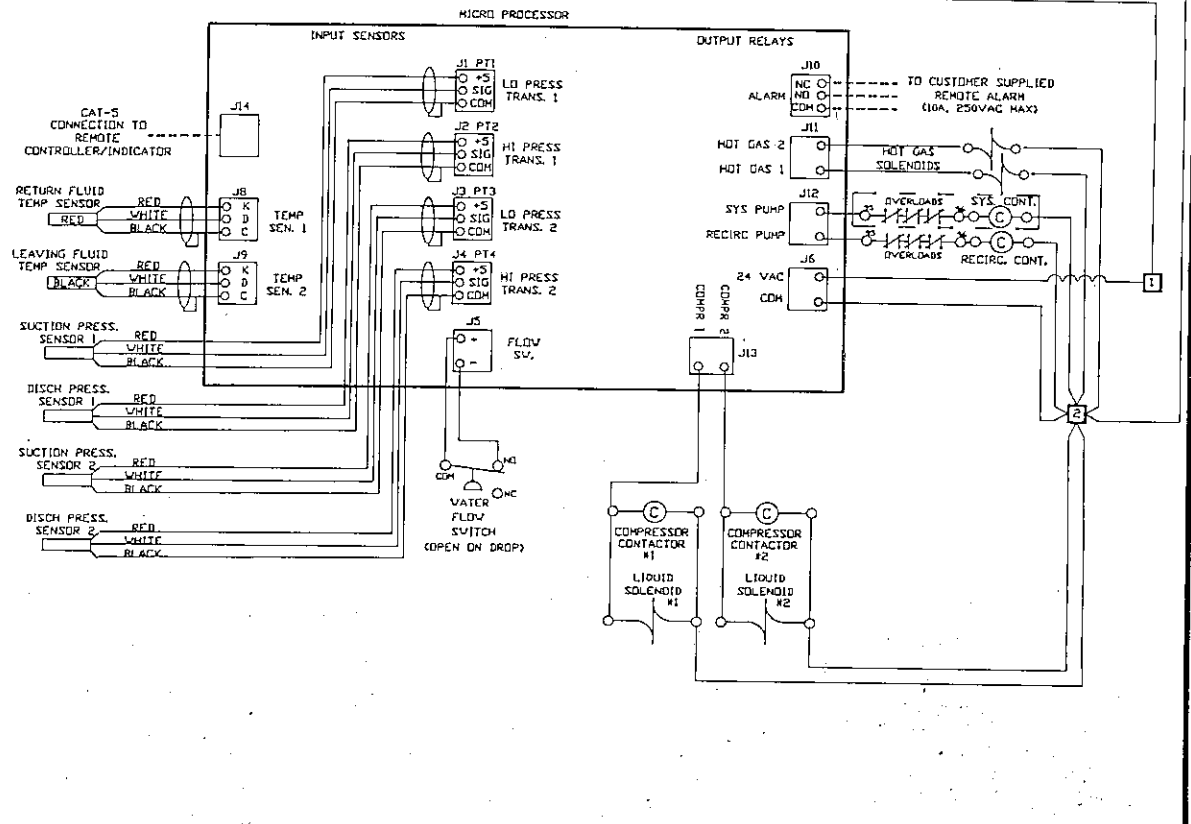 MICRO PROCESSOR
INPUT SENSORS
OUTPUT RELAYS
J1 PT1
+5
SIG
COM
LO PRESS
TRANS. 1
J2 PT2
+5
SIG
COM
HI PRESS
TRANS. 1
J3 PT3
+5
SIG
COM
LO PRESS
TRANS. 2
J4 PT4
+5
SIG
COM
HI PRESS
TRANS. 2
J5
+
-
FLOW
SW.
J14
CAT-5
CONNECTION TO
REMOTE
CONTROLLER/INDICATOR
RETURN FLUID
TEMP SENSOR
RED
RED
WHITE
BLACK
J8
K
D
C
TEMP
SEN. 1
LEAVING FLUID
TEMP SENSOR
BLACK
RED
WHITE
BLACK
J9
K
D
C
TEMP
SEN. 2
SUCTION PRESS.
SENSOR 1
RED
WHITE
BLACK
DISCH PRESS.
SENSOR 1
RED
WHITE
BLACK
SUCTION PRESS.
SENSOR 2
RED
WHITE
BLACK
DISCH PRESS.
SENSOR 2
RED
WHITE
BLACK
COM
NO
NC
WATER
FLOW
SWITCH
(OPEN ON DROP)
J10
ALARM
NC
NO
COM
TO CUSTOMER SUPPLIED
REMOTE ALARM
(10A, 250VAC MAX)
J11
HOT GAS 2
HOT GAS 1
HOT GAS
SOLENOIDS
J12
SYS PUMP
RECIRC PUMP
OVERLOADS
SYS. CONT.
C
OVERLOADS
C
RECIRC. CONT.
J6
24 VAC
COM
1
2
COMPR 1
COMPR 2
J13
C
COMPRESSOR
CONTACTOR
#1
LIQUID
SOLENOID
#1
C
COMPRESSOR
CONTACTOR
#2
LIQUID
SOLENOID
#2